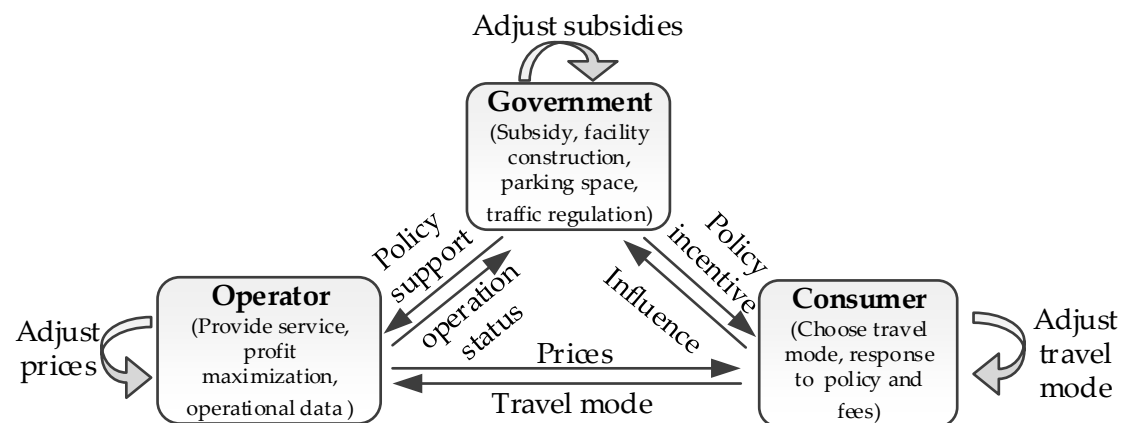 Adjust subsidies
Government
(Subsidy, facility
construction,
parking space,
traffic regulation)
Policy
support
operation
status
Policy
incentive
Influence
Operator
(Provide service,
profit
maximization,
operational data )
Adjust
prices
Prices
Travel mode
Consumer
(Choose travel
mode, response
to policy and
fees)
Adjust
travel
mode